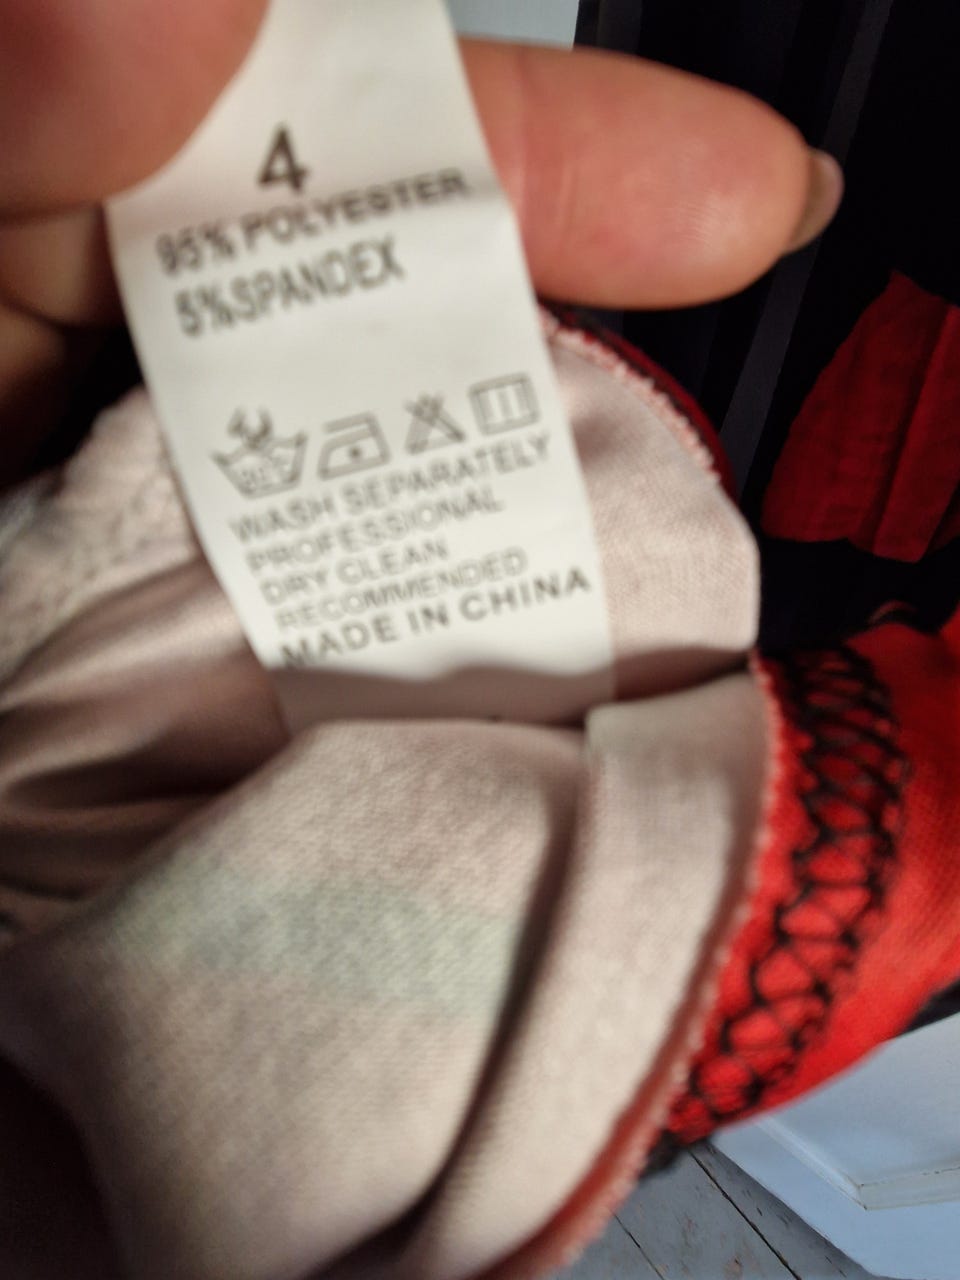 4
95% POLYESTER
5%SPANDEX
WASH SEPARATELY
PROFESSIONAL
DRY CLEAN
RECOMMENDED
MADE IN CHINA